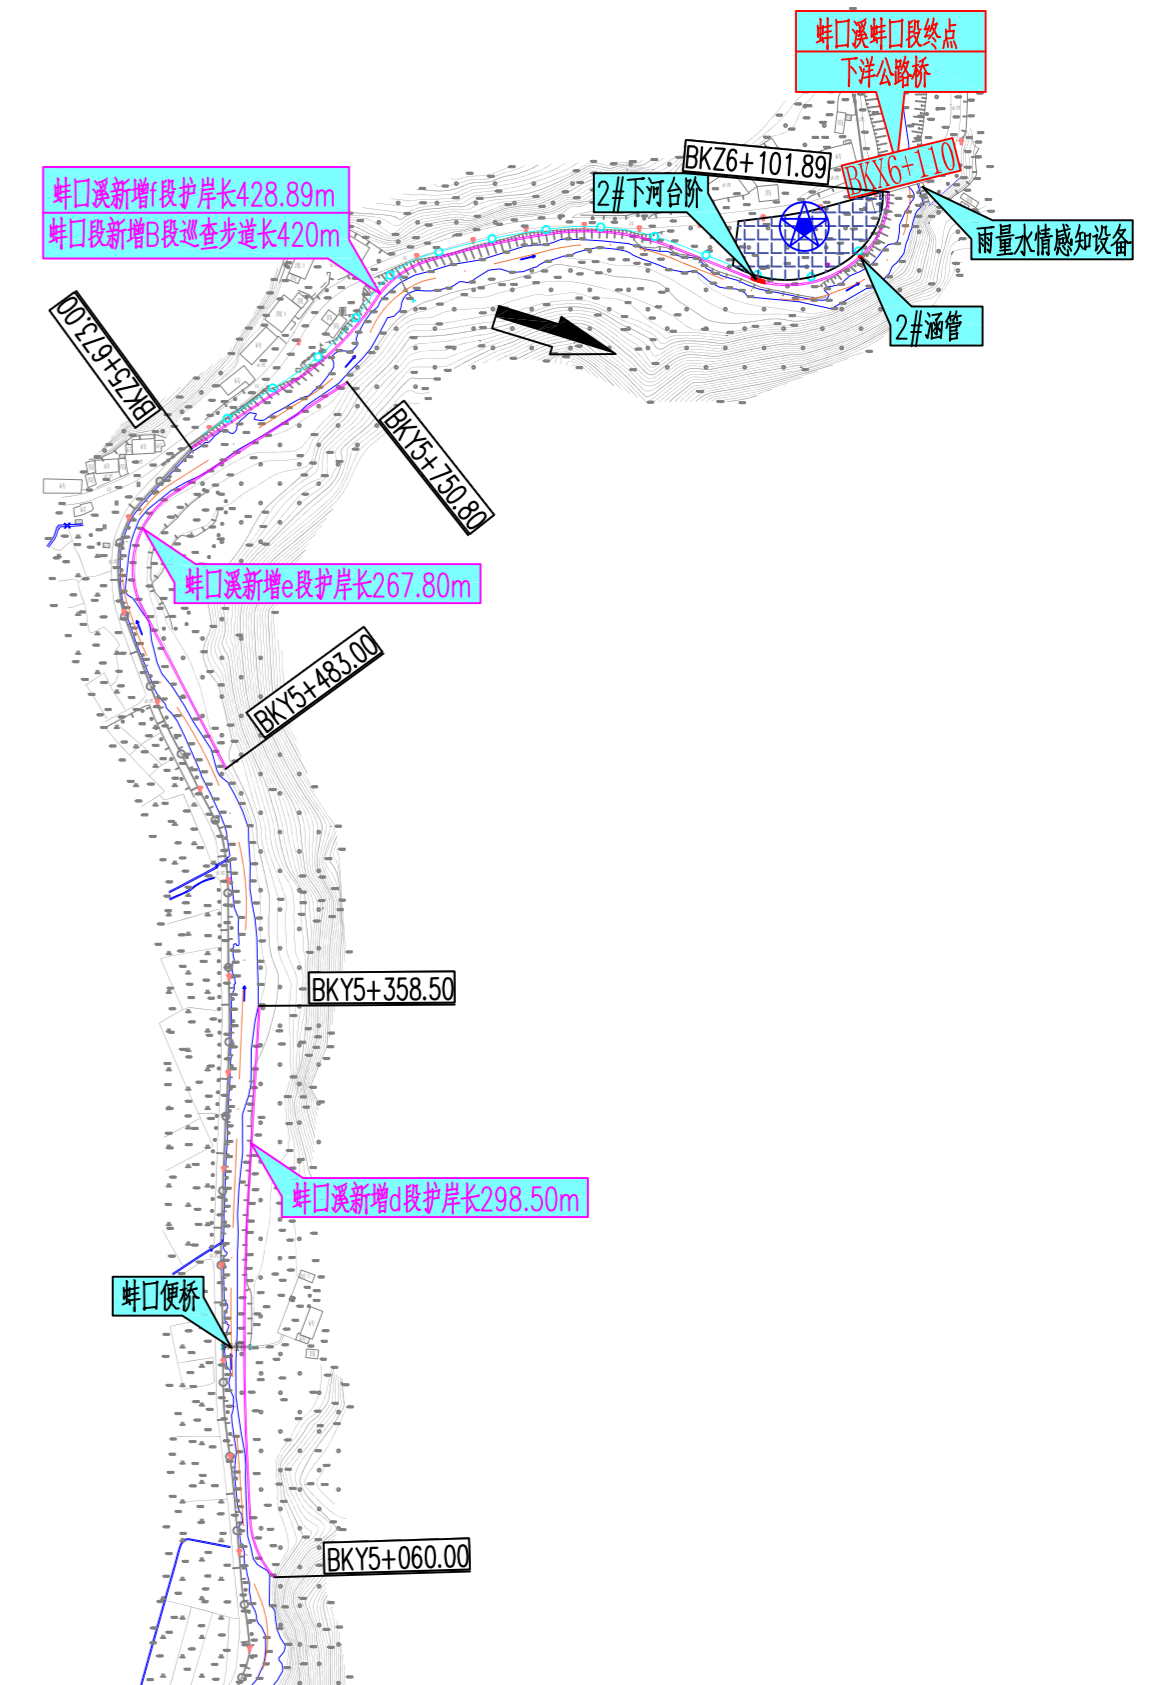 蚌口溪蚌口段终点
下洋公路桥
BKZ6+101.89
BKX6+110
蚌口溪新增f段护岸长428.89m
蚌口段新增B段巡查步道长420m
2#下河台阶
雨量水情感知设备
2#涵管
BKZ5+673.00
BKY5+750.80
蚌口溪新增e段护岸长267.80m
BKY5+483.00
BKY5+358.50
蚌口溪新增d段护岸长298.50m
蚌口便桥
BKY5+060.00